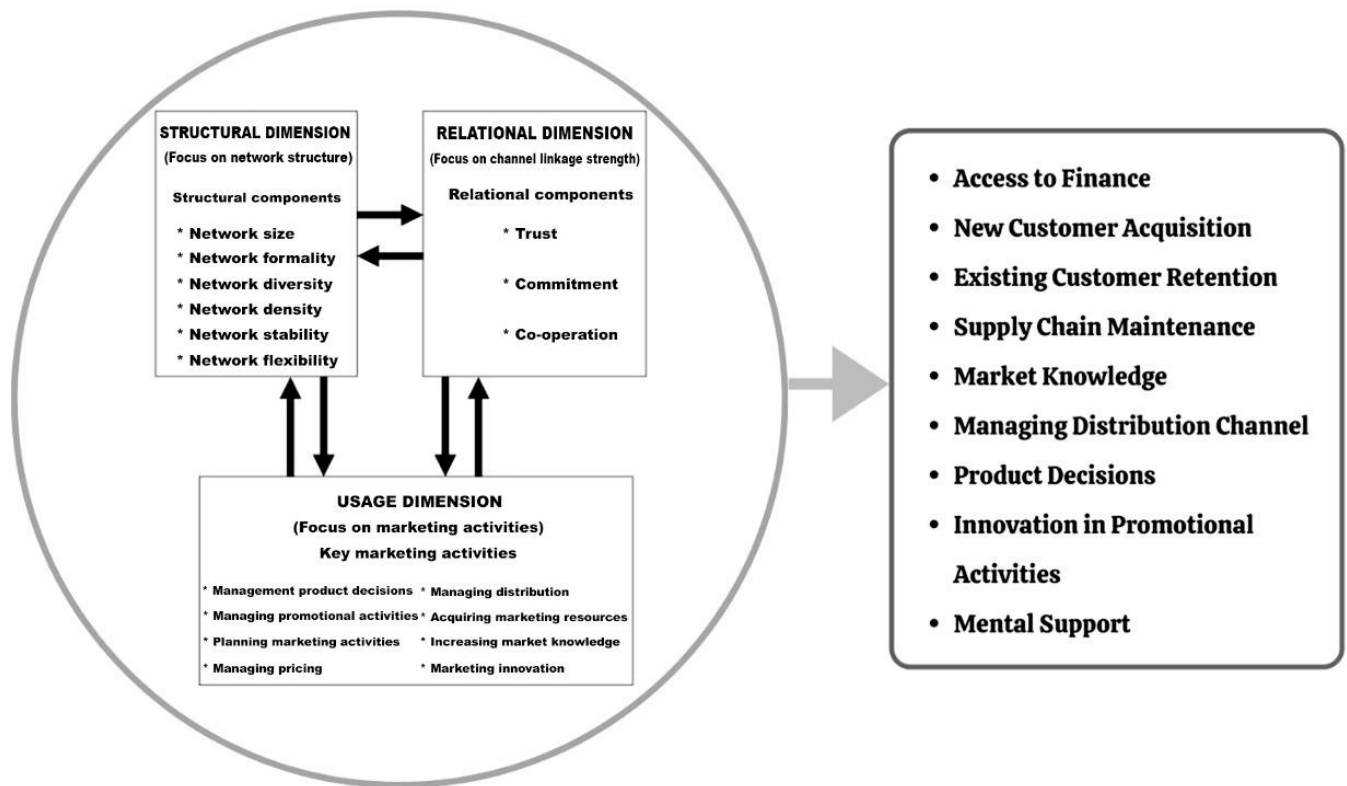 STRUCTURAL DIMENSION
(Focus on network structure)
Structural components
* Network size
* Network formality
* Network diversity
* Network density
* Network stability
* Network flexibility
RELATIONAL DIMENSION
(Focus on channel linkage strength)
Relational components
* Trust
* Commitment
* Co-operation
USAGE DIMENSION
(Focus on marketing activities)
Key marketing activities
* Management product decisions
* Managing promotional activities
* Planning marketing activities
* Managing pricing
* Managing distribution
* Acquiring marketing resources
* Increasing market knowledge
* Marketing innovation
• Access to Finance
• New Customer Acquisition
• Existing Customer Retention
• Supply Chain Maintenance
• Market Knowledge
• Managing Distribution Channel
• Product Decisions
• Innovation in Promotional
Activities
• Mental Support